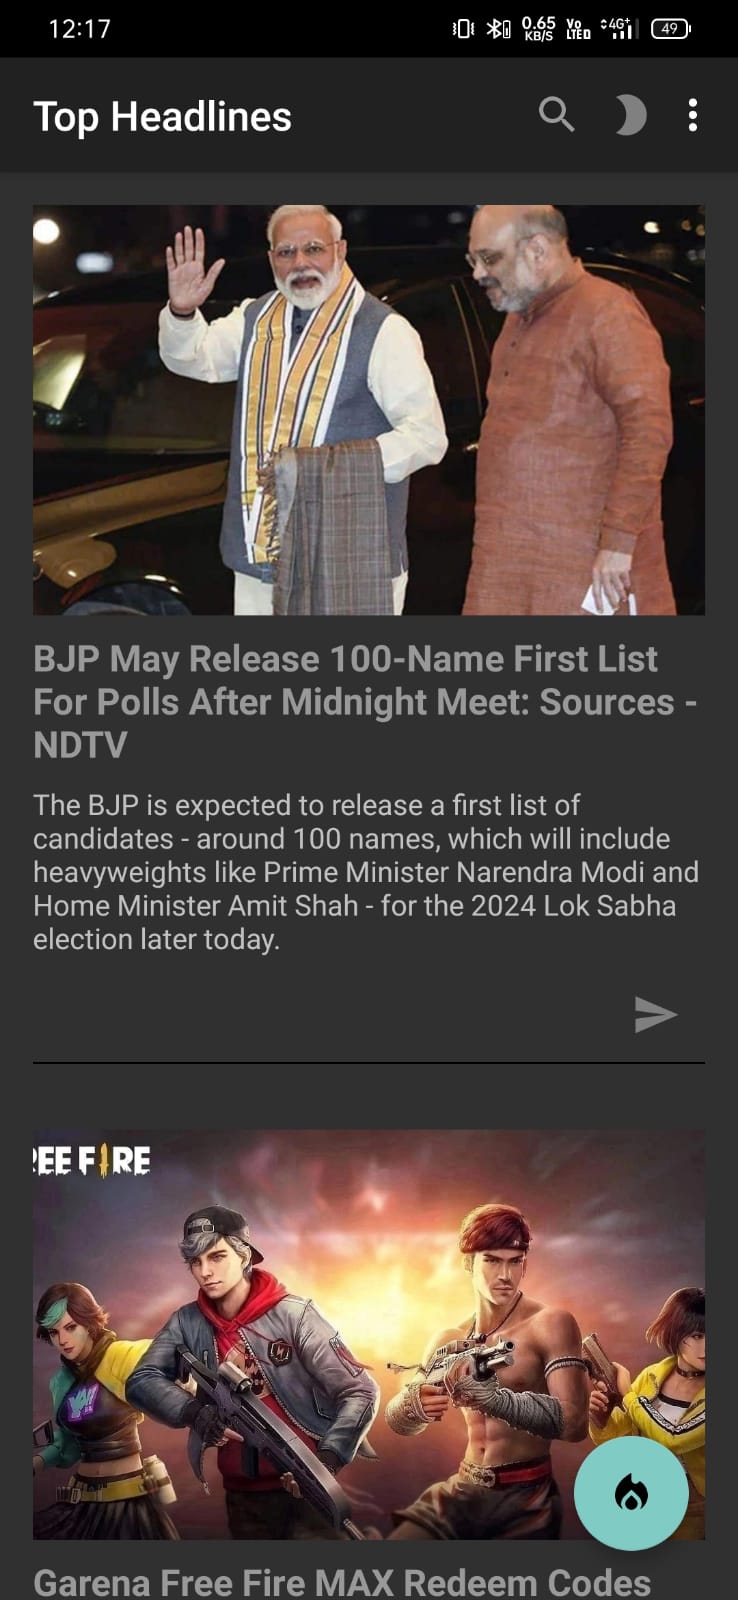 12:17
0.65
KB/S
Vo
LTED
4G+
49
Top Headlines
BJP May Release 100-Name First List
For Polls After Midnight Meet: Sources -
NDTV
The BJP is expected to release a first list of
candidates - around 100 names, which will include
heavyweights like Prime Minister Narendra Modi and
Home Minister Amit Shah - for the 2024 Lok Sabha
election later today.
REE FIRE
Garena Free Fire MAX Redeem Codes